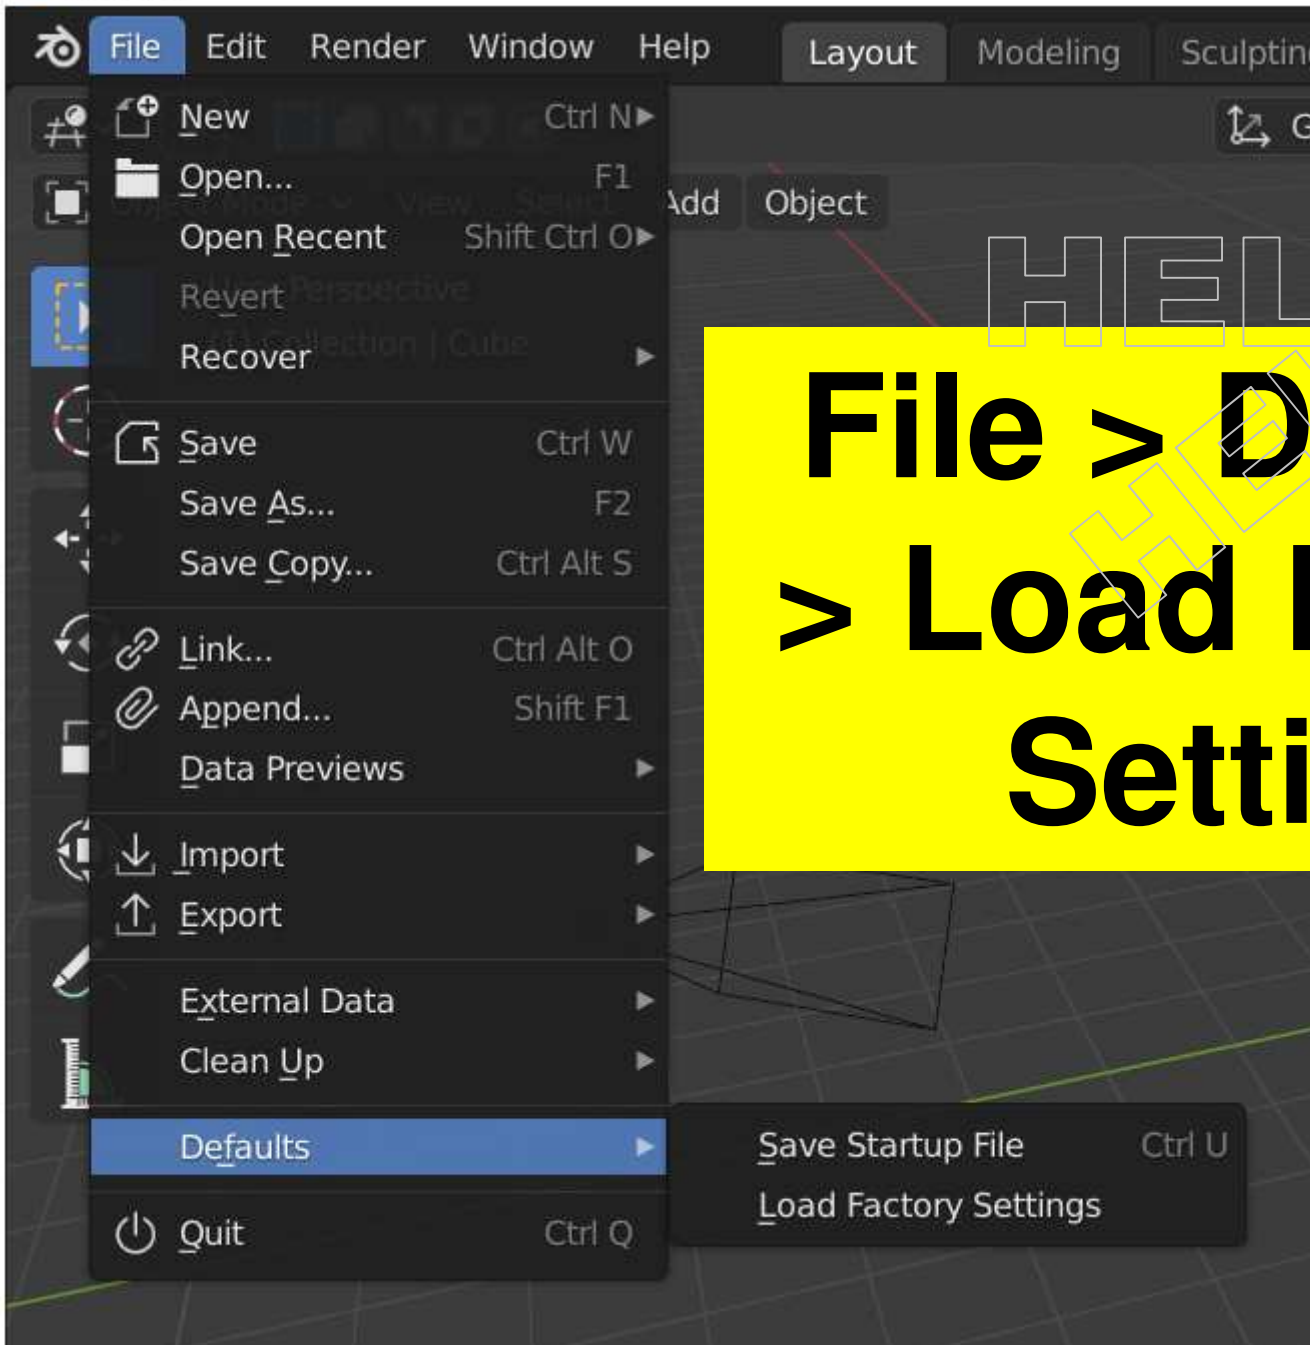 File Edit Render Window Help Layout Modeling
New Ctrl N
Open... F1
Add Object
Open Recent Shift Ctrl O
Revert
Recover
Save Ctrl W
Save As... F2
Save Copy... Ctrl Alt S
Link... Ctrl Alt O
Append... Shift F1
Data Previews
Import
Export
External Data
Clean Up
Defaults
Save Startup File Ctrl U
Load Factory Settings
Quit Ctrl Q
File >
> Load